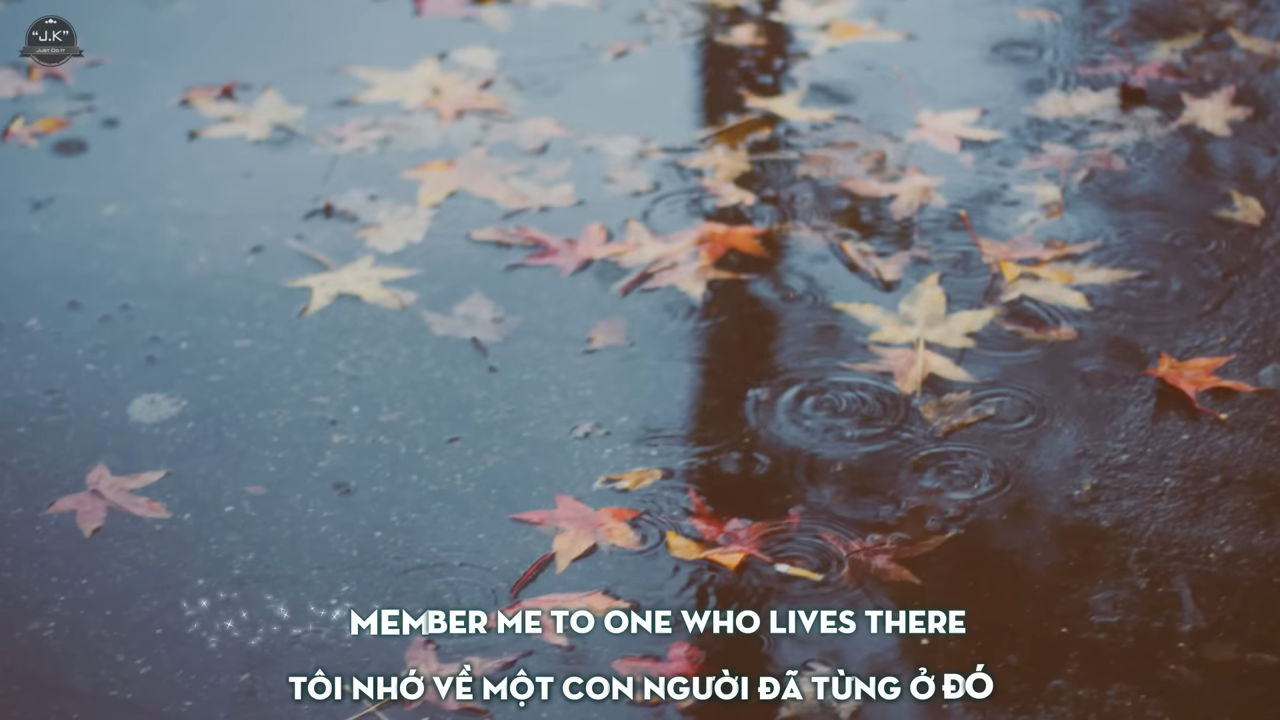 "J.K"
JUST DO IT
MEMBER ME TO ONE WHO LIVES THERE
TÔI NHỚ VỀ MỘT CON NGƯỜI ĐÃ TỪNG Ở ĐÓ